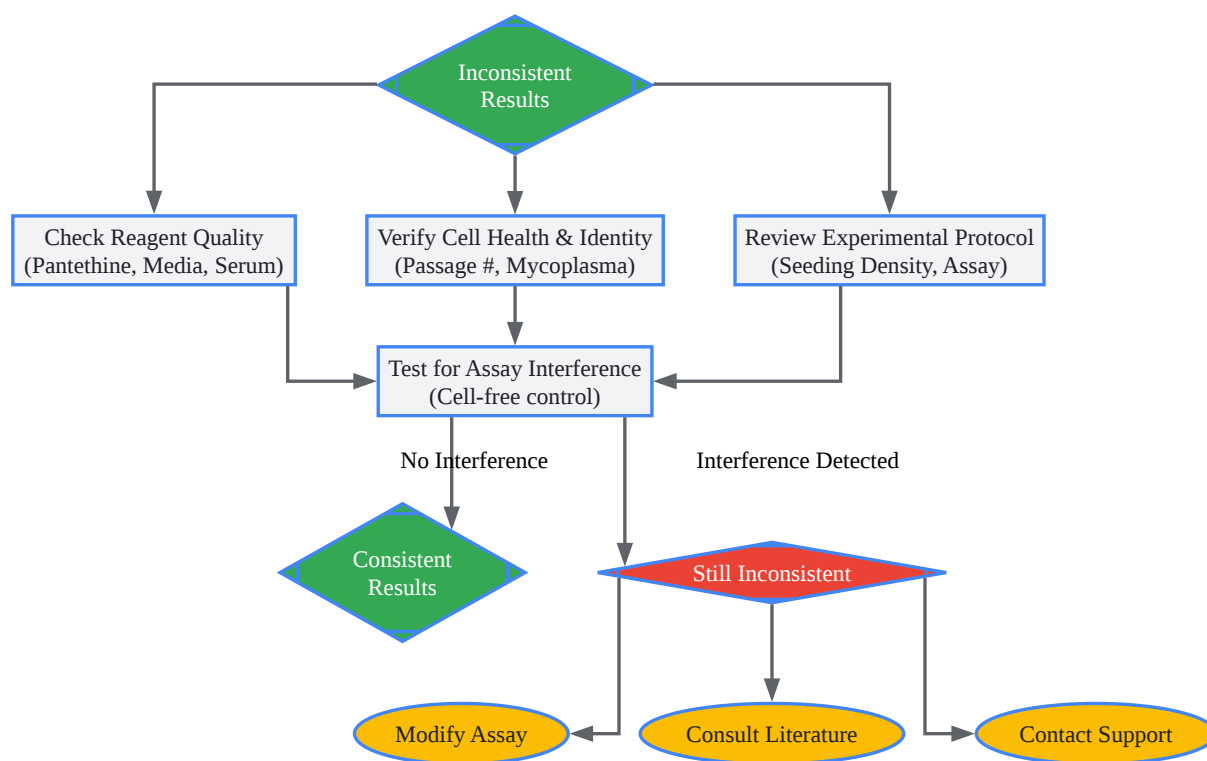 Inconsistent
Results
Check Reagent Quality
(Pantethine, Media, Serum)
Verify Cell Health & Identity
(Passage #, Mycoplasma)
Review Experimental Protocol
(Seeding Density, Assay)
Test for Assay Interference
(Cell-free control)
No Interference
Interference Detected
Consistent
Results
Still Inconsistent
Modify Assay
Consult Literature
Contact Support